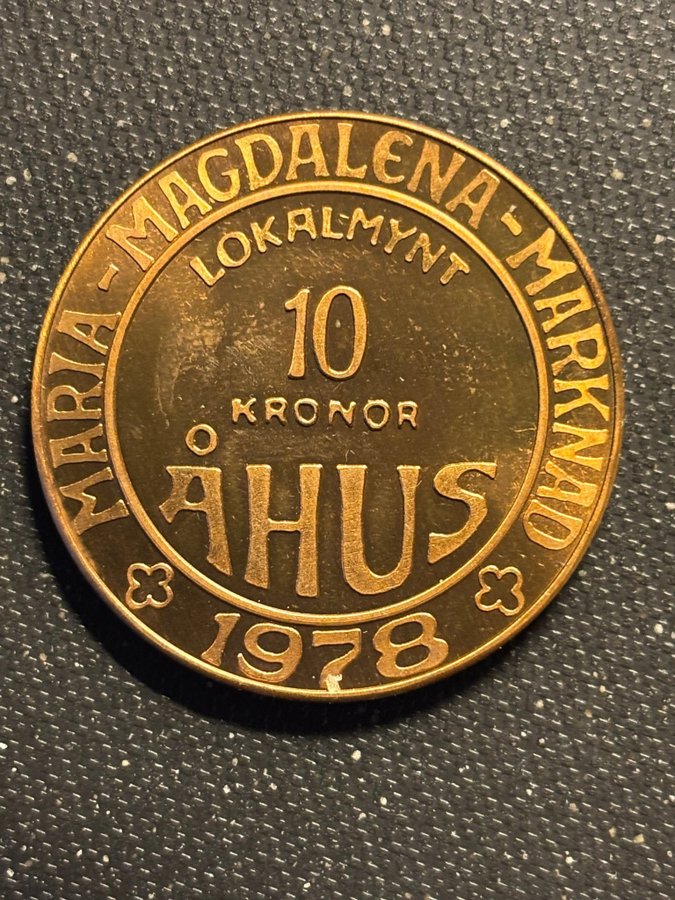 MARIA-MAGDALENA-MARKNAD
LOKALMYNT
10
KRONOR
ÅHUS
1978